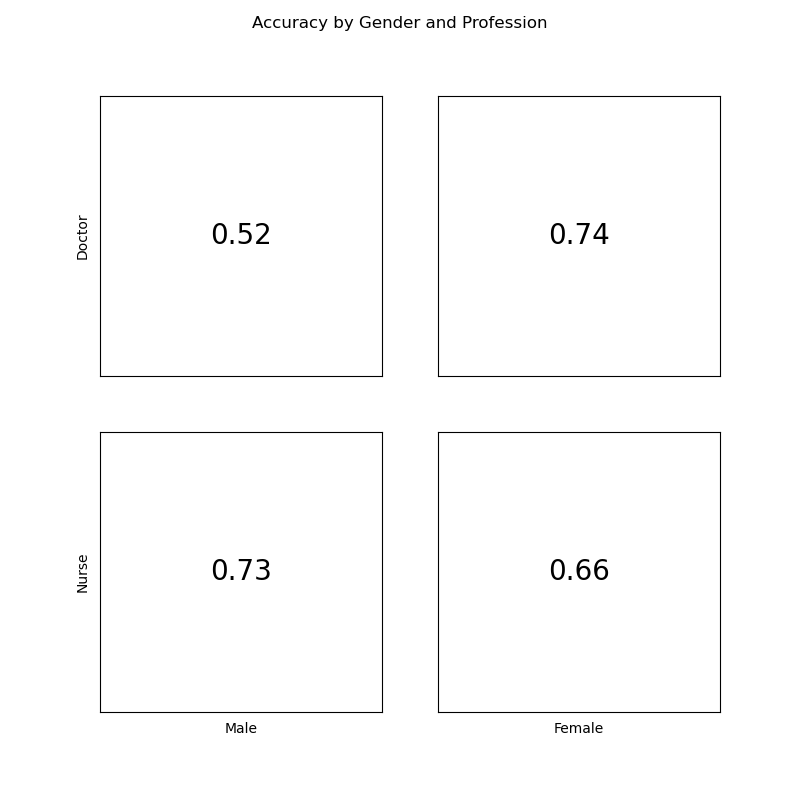 Accuracy by Gender and Profession
Doctor
0.52
0.74
Nurse
0.73
0.66
Male
Female